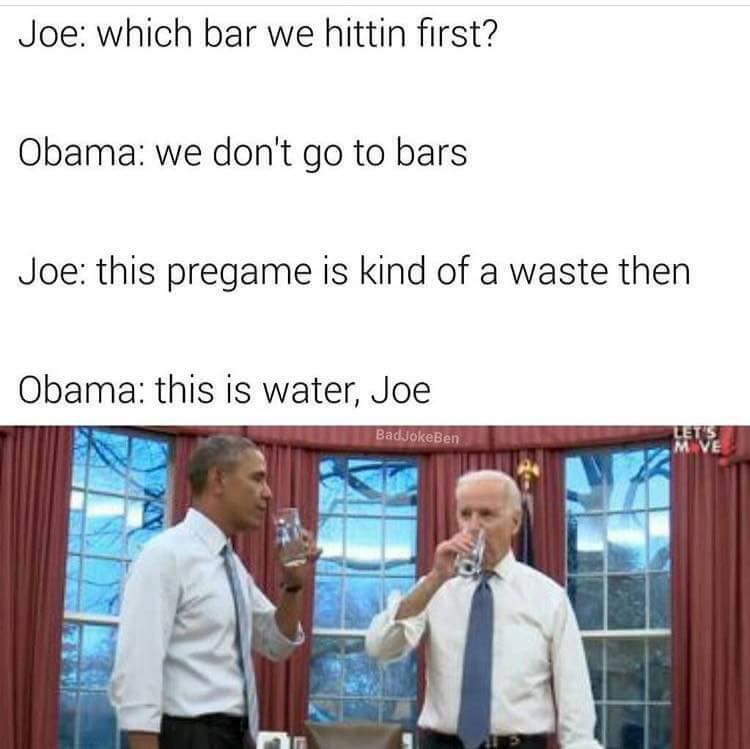 Joe: which bar we hittin first?
Obama: we don't go to bars
Joe: this pregame is kind of a waste then
Obama: this is water, Joe
BadJokeBen
LET'S
M VE